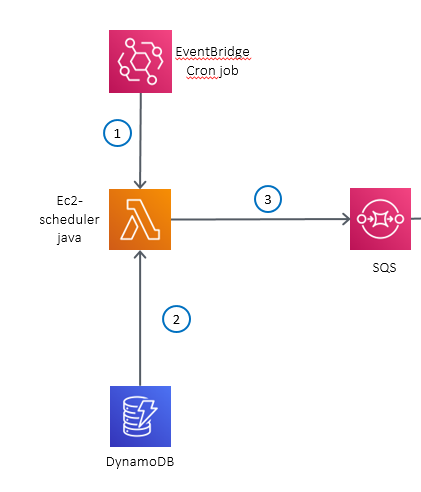 EventBridge
Cron job
1
Ec2-
scheduler
java
3
SQS
2
DynamoDB